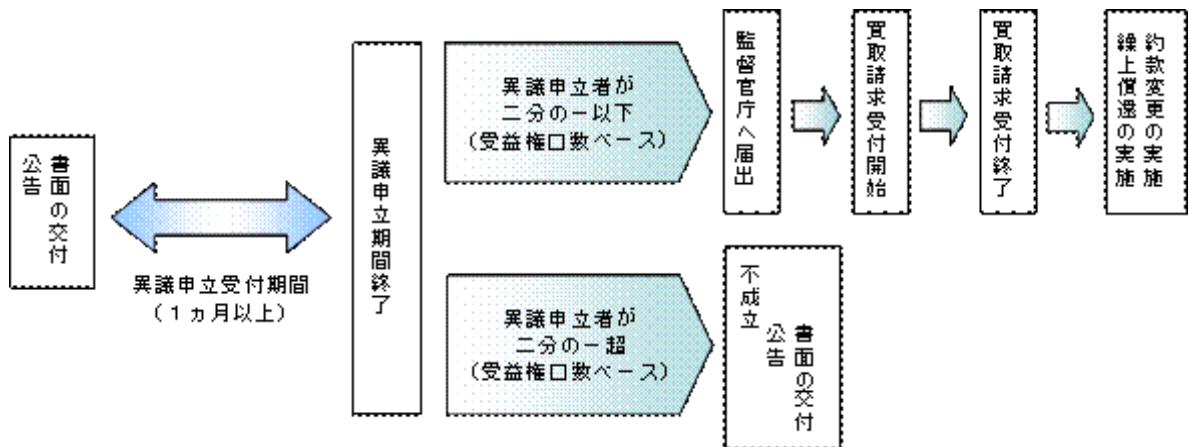 書面の交付
公告
異議申立受付期間
（１ヵ月以上）
異議申立期間終了
異議申立者が
二分の一以下
（受益権口数ベース）
監督官庁へ届出
買取請求受付開始
買取請求受付終了
約款変更の実施
繰上償還の実施
異議申立者が
二分の一超
（受益権口数ベース）
不成立
書面の交付
公告